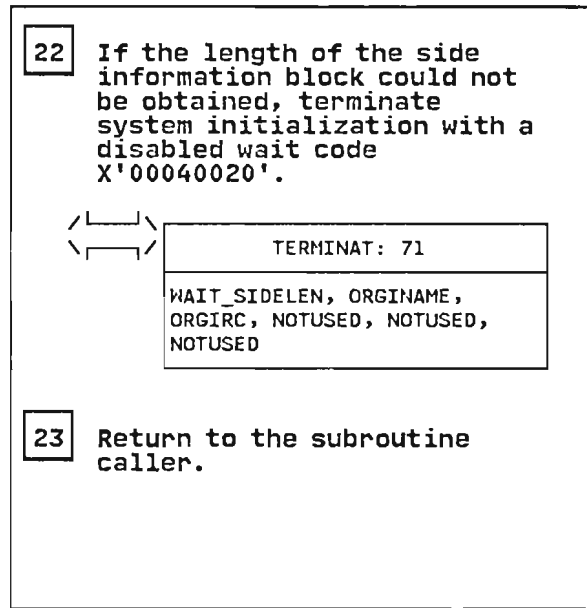 22 If the length of the side
information block could not
be obtained, terminate
system initialization with a
disabled wait code
X'00040020'.
TERMINAT: 71
WAIT_SIDELEN, ORGINAME,
ORGIRC, NOTUSED, NOTUSED,
NOTUSED
23 Return to the subroutine
caller.